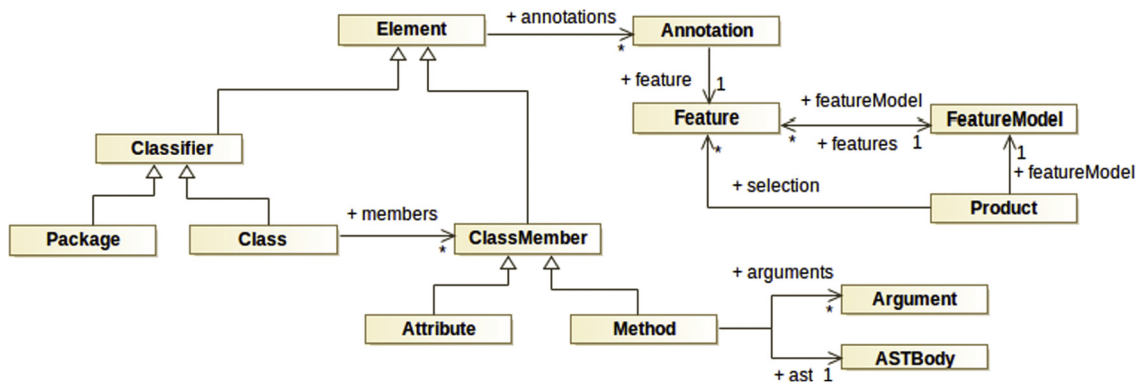 Element
+ annotations
*
Annotation
+ feature
1
Feature
+ featureModel
*
+ features
1
FeatureModel
*
1
+ featureModel
+ selection
Product
Classifier
Package
Class
+ members
*
ClassMember
Attribute
Method
+ arguments
*
Argument
+ ast 1
ASTBody